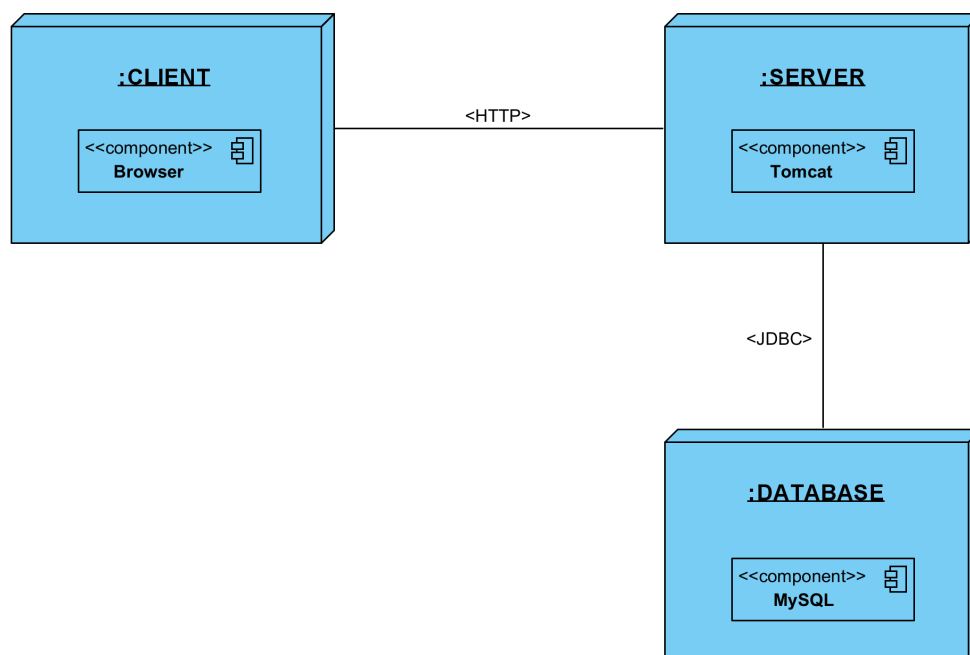 :CLIENT
<<component>>
Browser
<HTTP>
:SERVER
<<component>>
Tomcat
<JDBC>
:DATABASE
<<component>>
MySQL